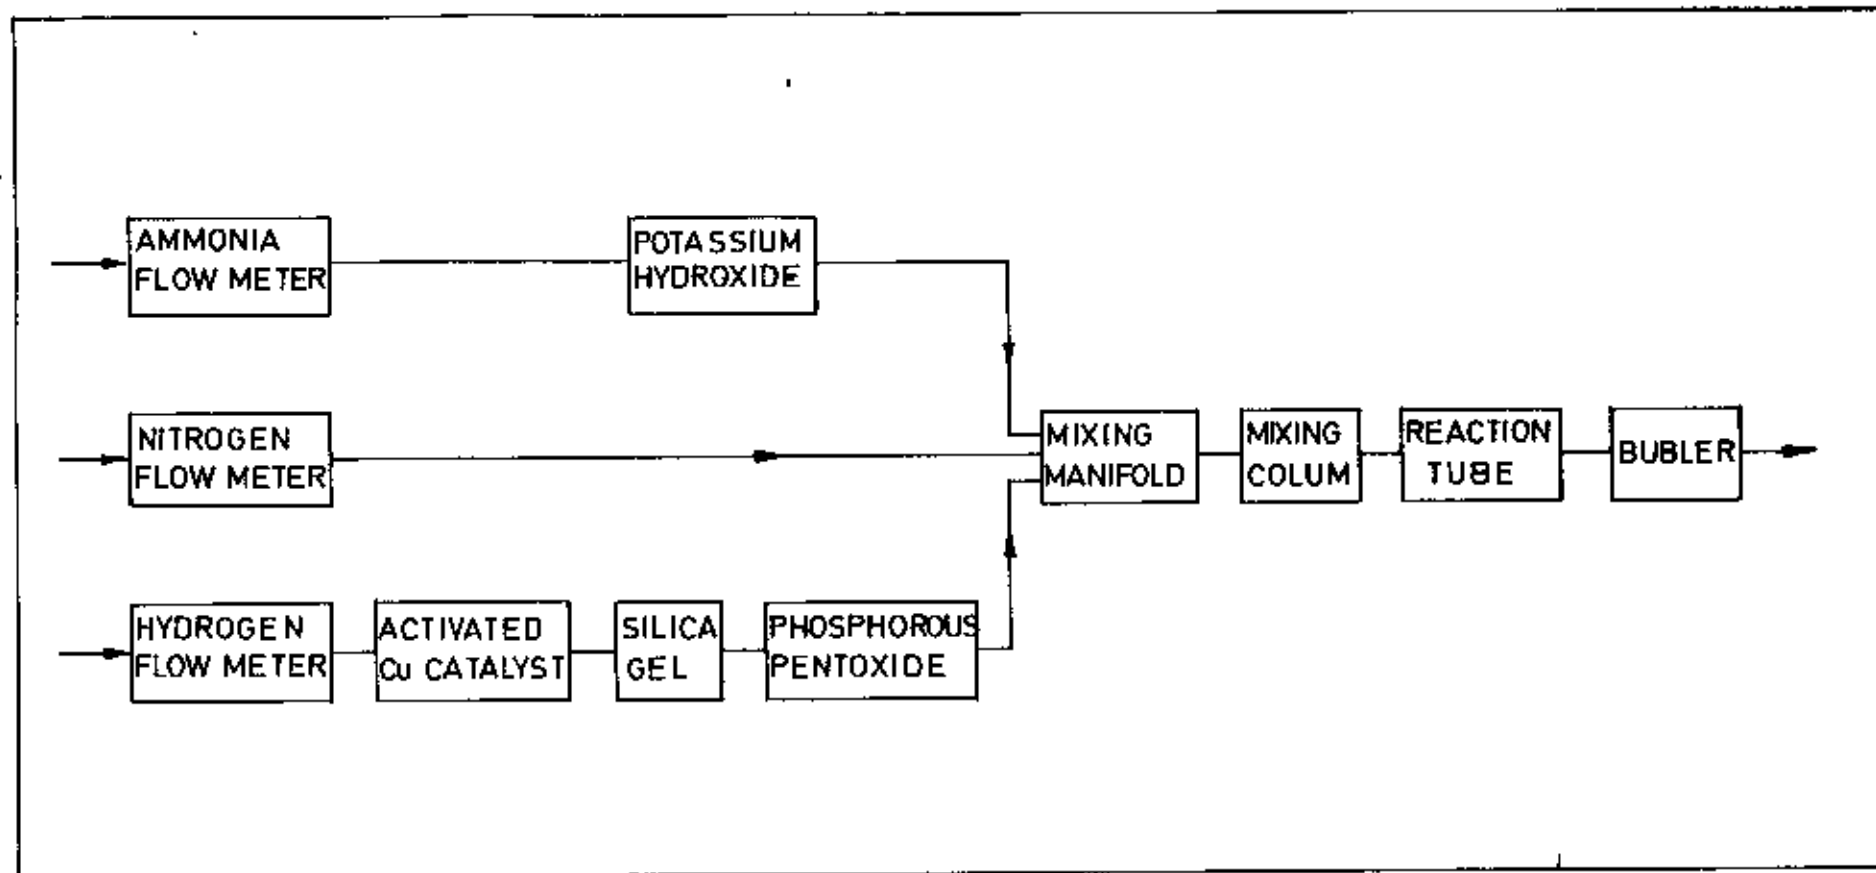 AMMONIA
FLOW METER
POTASSIUM
HYDROXIDE
NITROGEN
FLOW METER
MIXING
MANIFOLD
MIXING
COLUM
REACTION
TUBE
BUBLER
HYDROGEN
FLOW METER
ACTIVATED
Cu CATALYST
SILICA
GEL
PHOSPHOROUS
PENTOXIDE